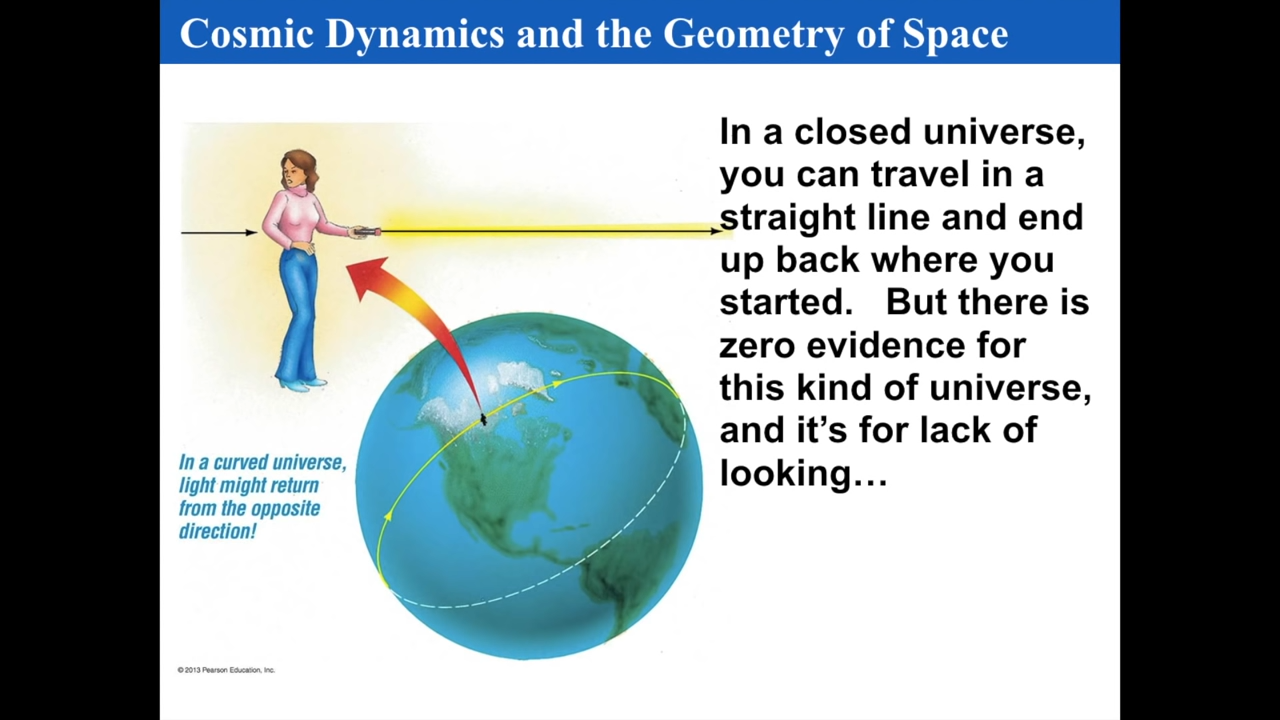 Cosmic Dynamics and the Geometry of Space
In a closed universe,
you can travel in a
straight line and end
up back where you
started. But there is
zero evidence for
this kind of universe,
and it’s for lack of
looking…
In a curved universe,
light might return
from the opposite
direction!
© 2013 Pearson Education, Inc.